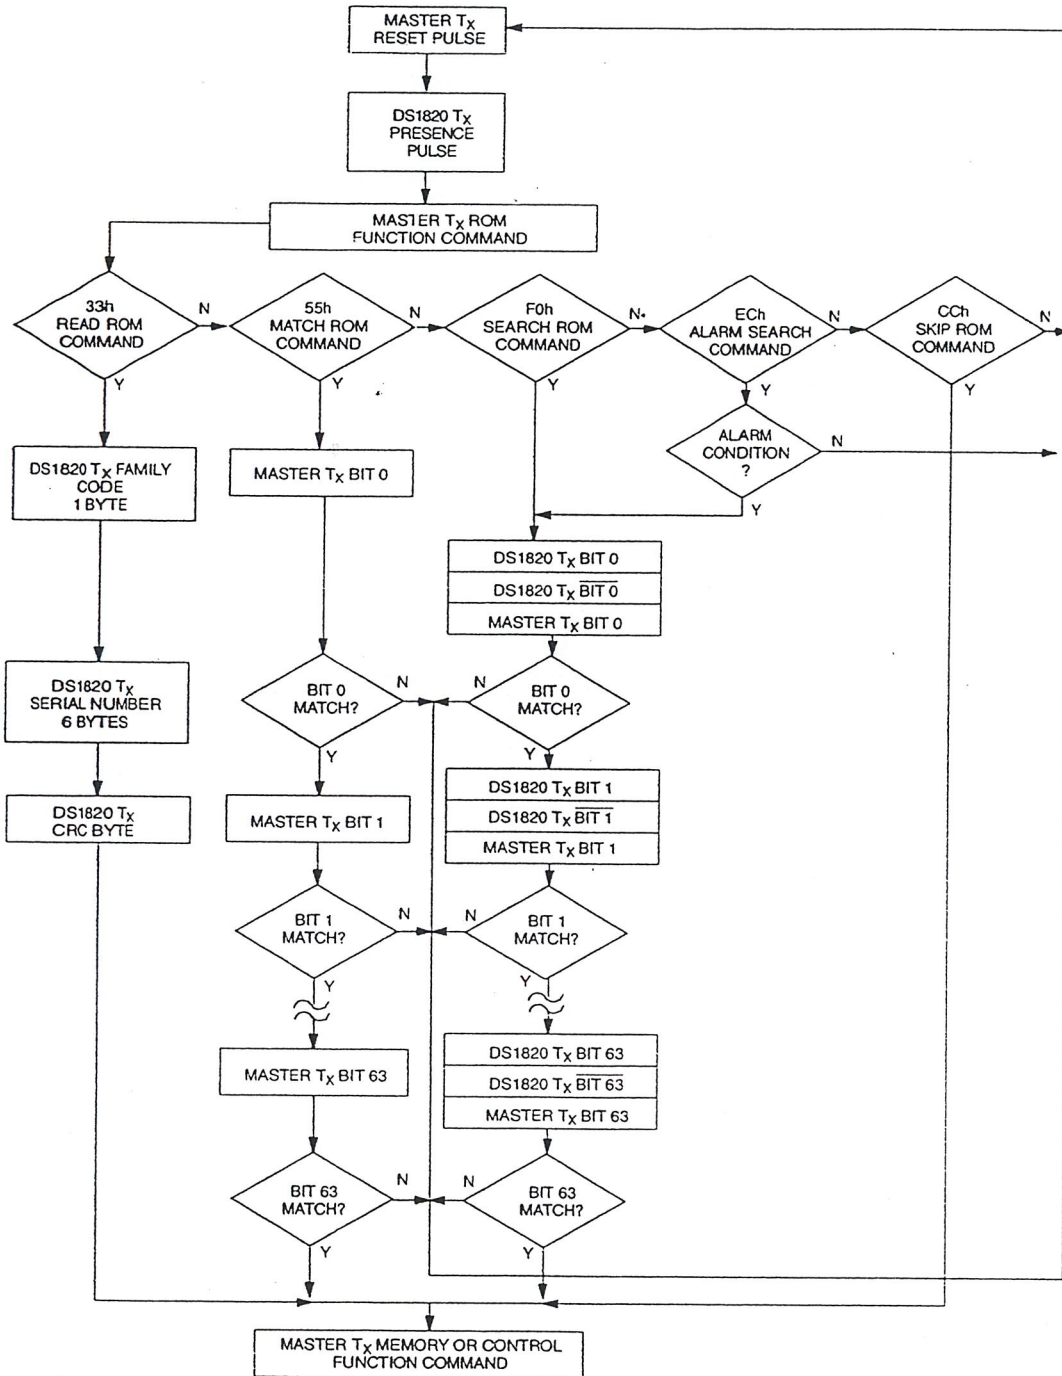 MASTER TX
RESET PULSE
DS1820 TX
PRESENCE
PULSE
MASTER TX ROM
FUNCTION COMMAND
33h
READ ROM
COMMAND
N
Y
55h
MATCH ROM
COMMAND
N
Y
F0h
SEARCH ROM
COMMAND
N
Y
ECh
ALARM SEARCH
COMMAND
N
Y
CCh
SKIP ROM
COMMAND
N
Y
ALARM
CONDITION
?
N
Y
DS1820 TX FAMILY
CODE
1 BYTE
DS1820 TX
SERIAL NUMBER
6 BYTES
DS1820 TX
CRC BYTE
MASTER TX BIT 0
BIT 0
MATCH?
N
Y
MASTER TX BIT 1
BIT 1
MATCH?
N
Y
MASTER TX BIT 63
BIT 63
MATCH?
N
Y
DS1820 TX BIT 0
DS1820 TX BIT 0
MASTER TX BIT 0
BIT 0
MATCH?
N
Y
DS1820 TX BIT 1
DS1820 TX BIT 1
MASTER TX BIT 1
BIT 1
MATCH?
N
Y
DS1820 TX BIT 63
DS1820 TX BIT 63
MASTER TX BIT 63
BIT 63
MATCH?
N
Y
MASTER TX MEMORY OR CONTROL
FUNCTION COMMAND